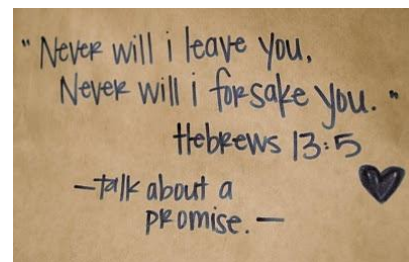 "Never will i leave you,
Never will i forsake you."
Hebrews 13:5
-talk about a
promise.-